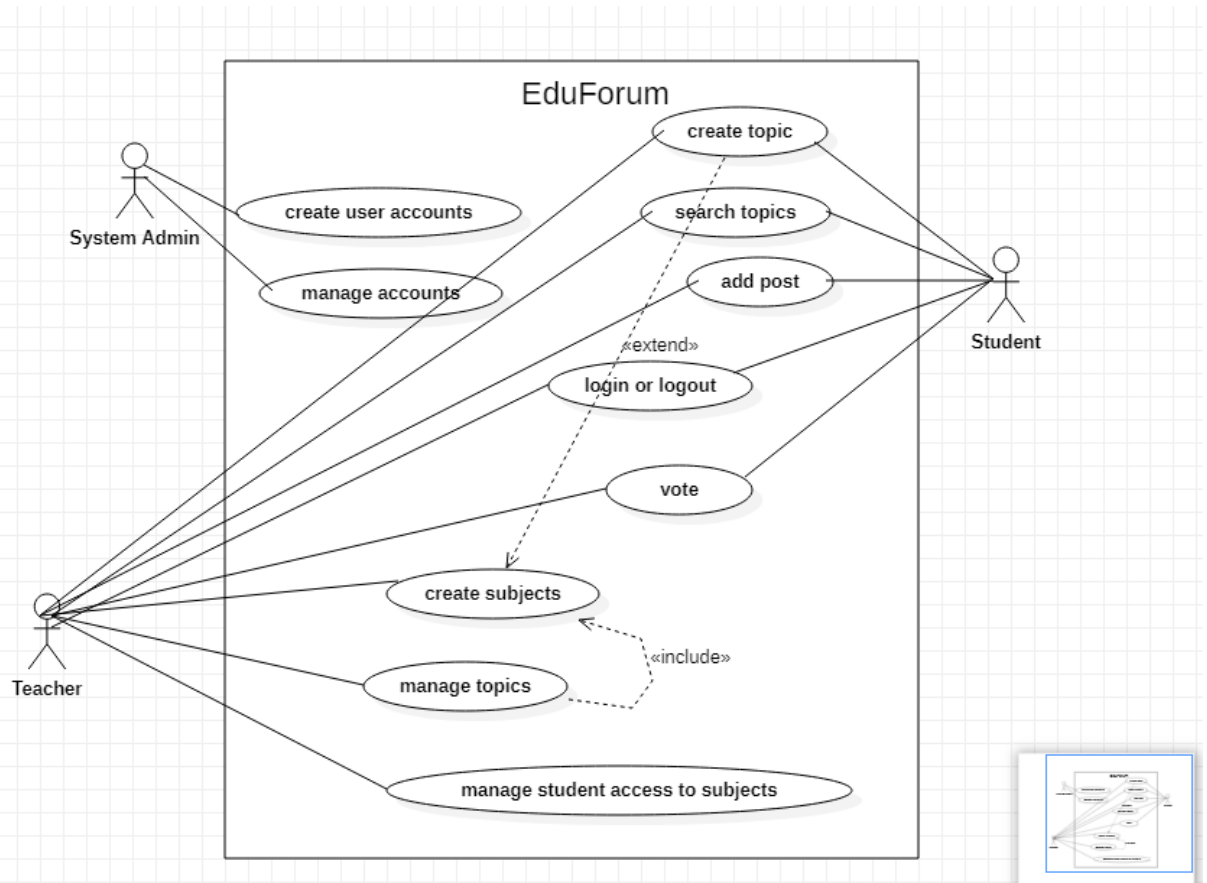 EduForum
create topic
create user accounts
search topics
System Admin
add post
manage accounts
Student
«extend»
login or logout
vote
create subjects
«include»
manage topics
Teacher
manage student access to subjects